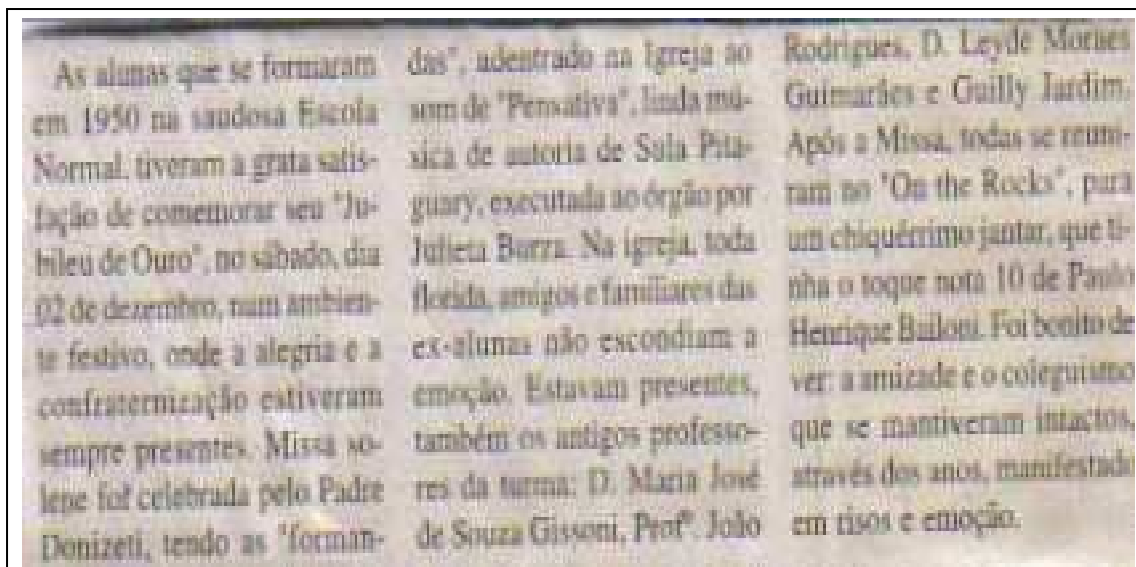 As alunas que se formaram
em 1950 na saudosa Escola
Normal, tiveram a grata satis-
fação de comemorar seu "Ju-
bileu de Ouro", no sábado, dia
02 de dezembro, num ambien-
te festivo, onde a alegria e a
confraternização estiveram
sempre presentes. Missa so-
lene foi celebrada pelo Padre
Donizeti, tendo as "forman-
das", adentrado na Igreja ao
som de "Pensativa", linda mú-
sica de autoria de Sula Pita-
guary, executada ao órgão por
Julieta Burza. Na igreja, toda
florida, amigos e familiares das
ex-alunas não escondiam a
emoção. Estavam presentes,
também os antigos professo-
res da turma: D. Maria José
de Souza Gissoni, Profº. João
Rodrigues, D. Leyde Moraes
Guimarães e Guilly Jardim.
Após a Missa, todas se reuni-
ram no "On the Rocks", para
um chiquérrimo jantar, que ti-
nha o toque nota 10 de Paulo
Henrique Bailoni. Foi bonito de
ver: a amizade e o coleguismo
que se mantiveram intactos,
através dos anos, manifestado
em risos e emoção.